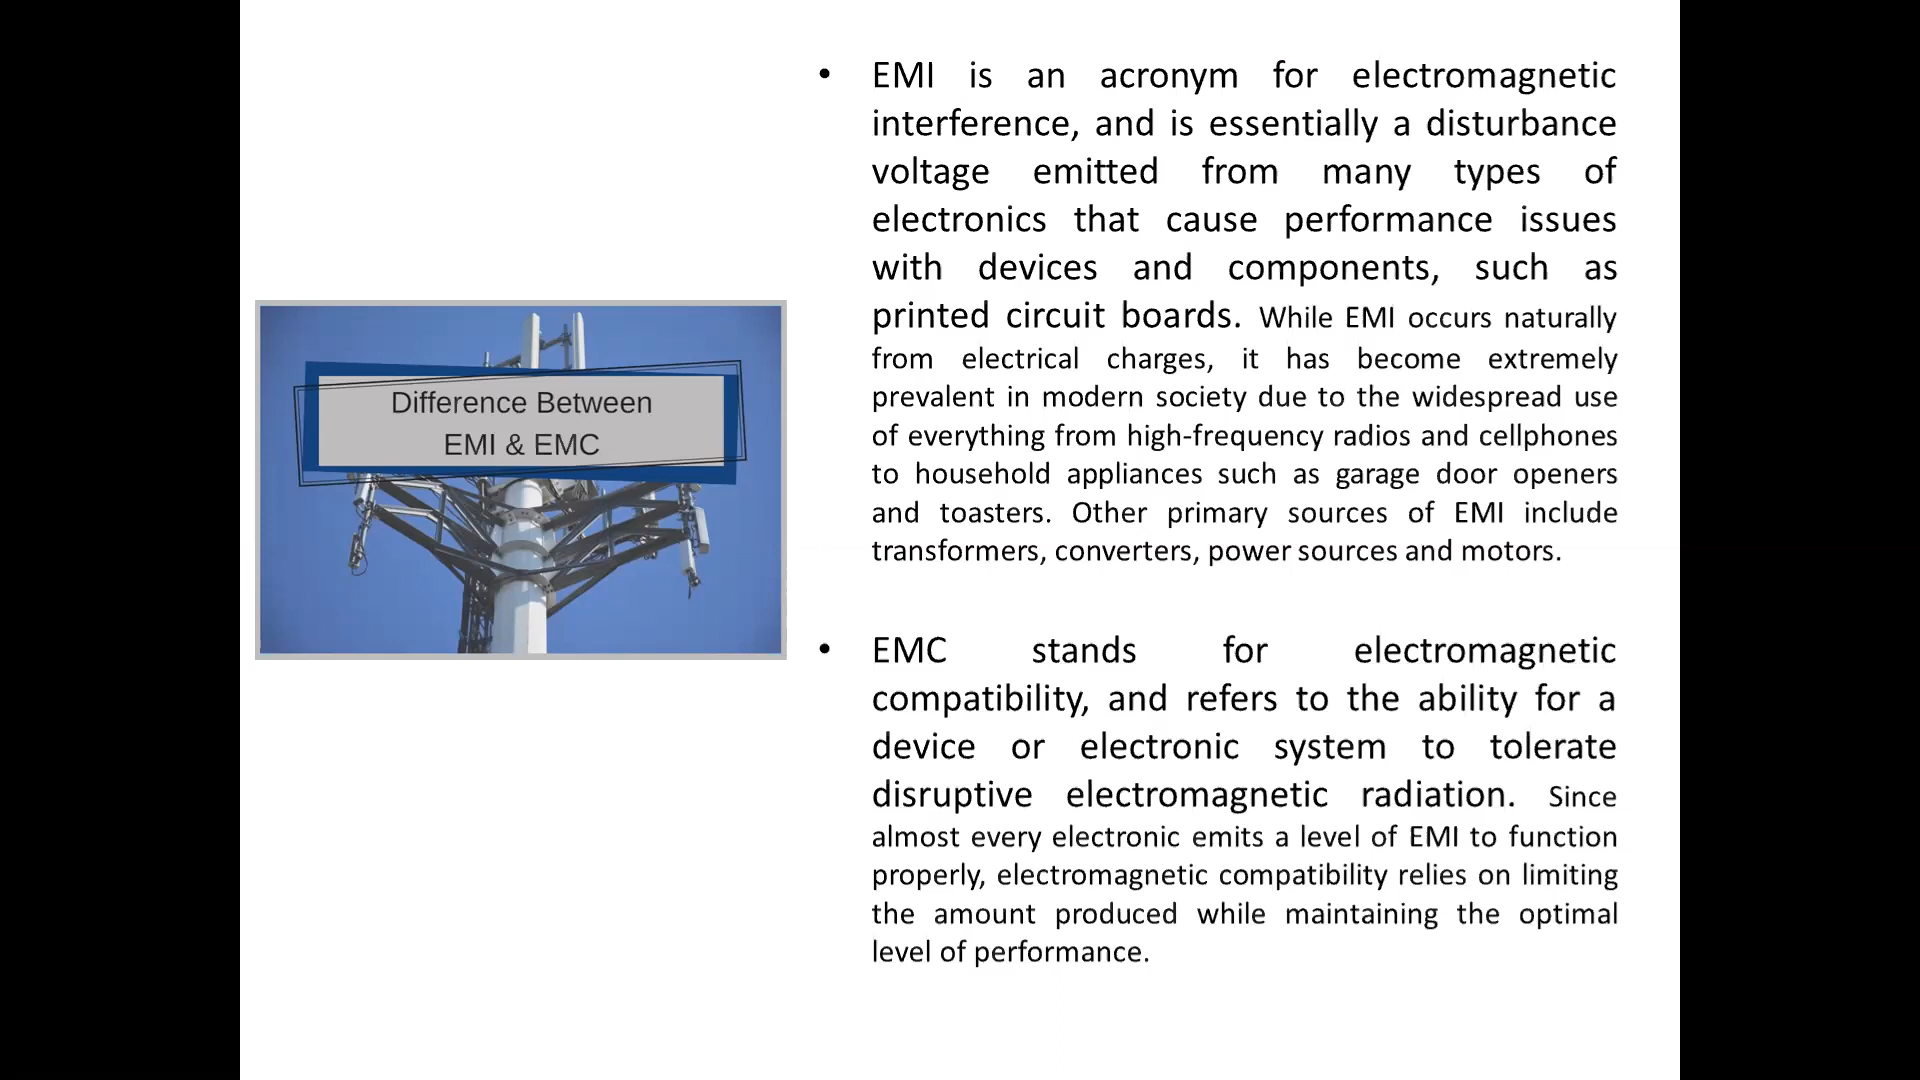 Difference Between
EMI & EMC
• EMI is an acronym for electromagnetic
interference, and is essentially a disturbance
voltage emitted from many types of
electronics that cause performance issues
with devices and components, such as
printed circuit boards. While EMI occurs naturally
from electrical charges, it has become extremely
prevalent in modern society due to the widespread use
of everything from high-frequency radios and cellphones
to household appliances such as garage door openers
and toasters. Other primary sources of EMI include
transformers, converters, power sources and motors.
• EMC stands for electromagnetic
compatibility, and refers to the ability for a
device or electronic system to tolerate
disruptive electromagnetic radiation. Since
almost every electronic emits a level of EMI to function
properly, electromagnetic compatibility relies on limiting
the amount produced while maintaining the optimal
level of performance.